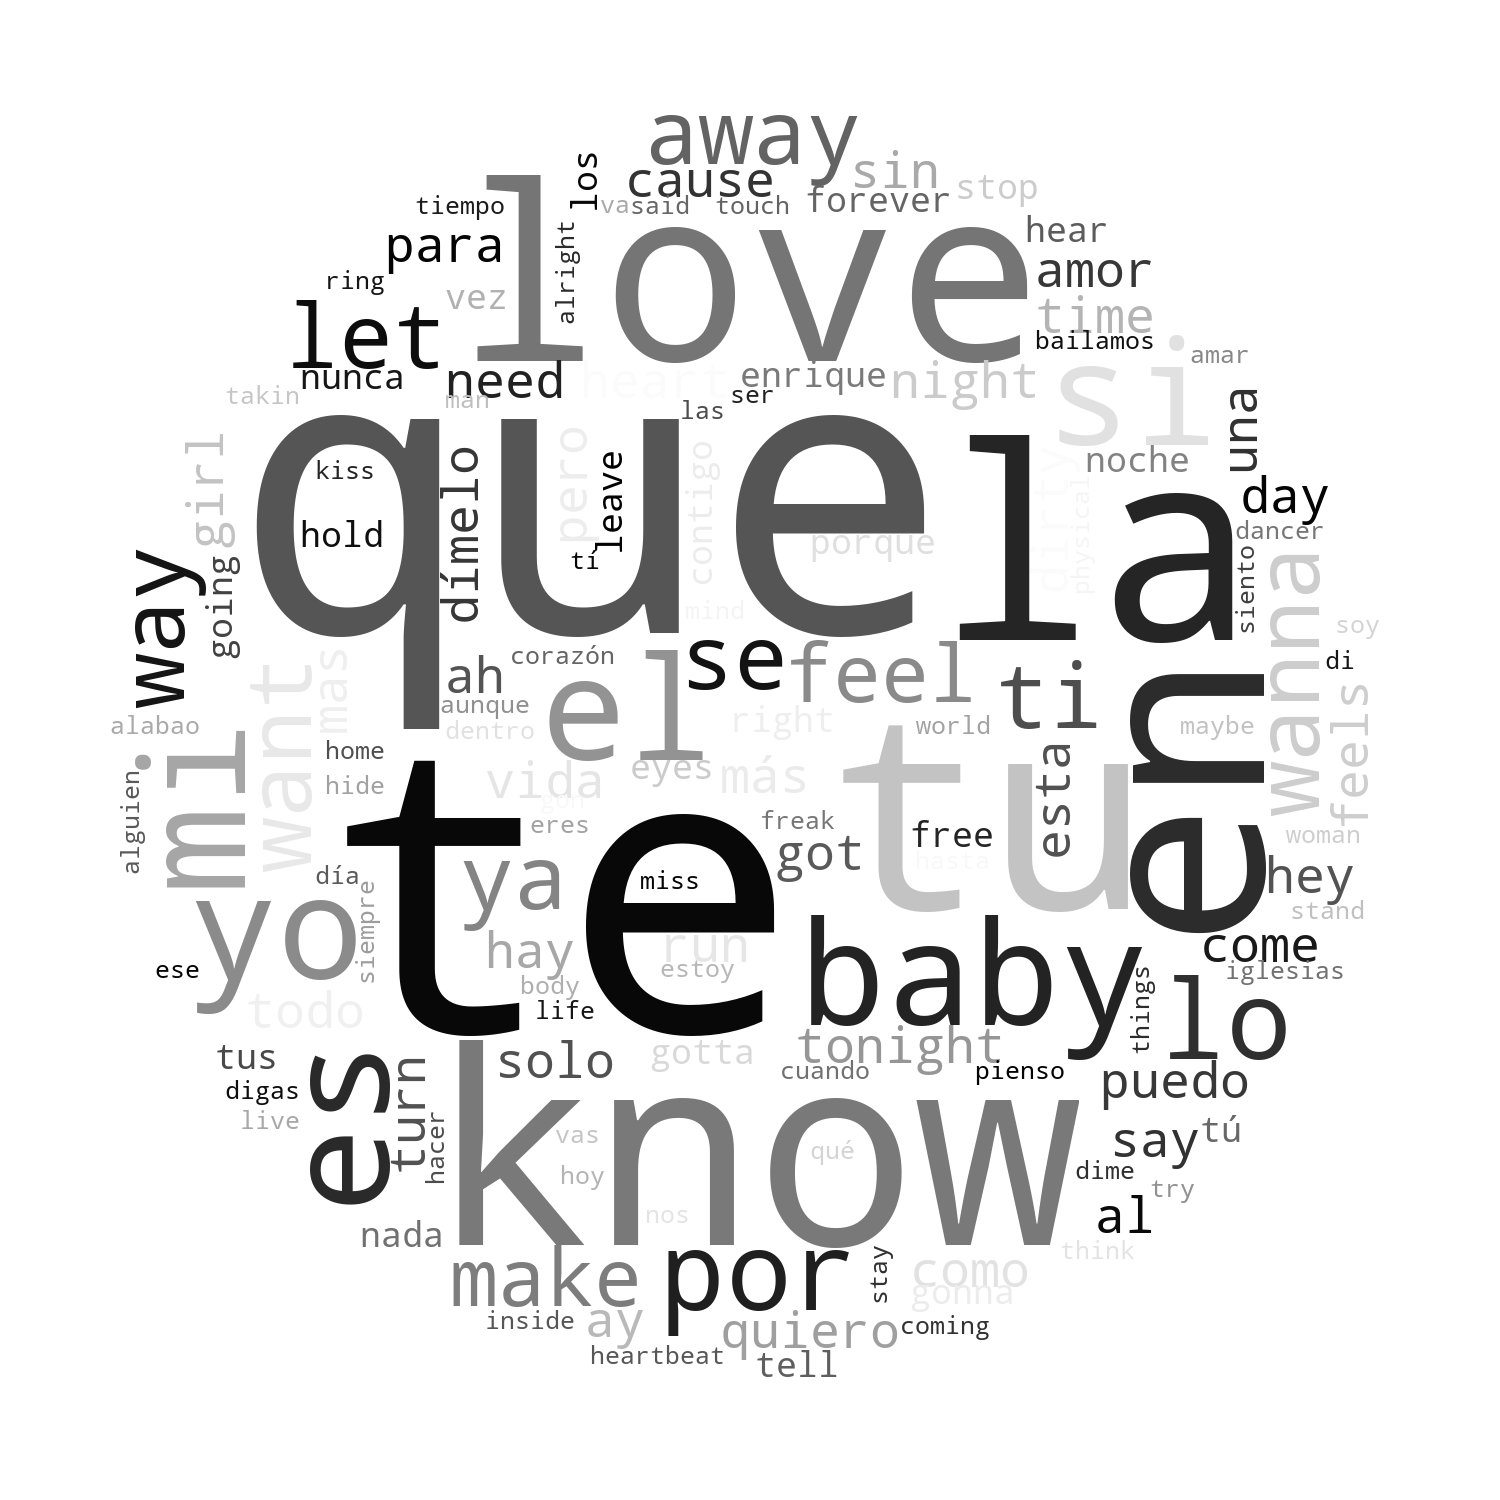 away
sin
cause
stop
los
forever
tiempo
va
said
touch
love
hear
para
alright
amor
ring
vez
time
let
bailamos
si
amar
nunca
need
heart
enrique
night
takin
man
ser
las
una
que
la
girl
kiss
dímelo
pero
leave
contigo
dirty
physical
noche
day
hold
tí
porque
dancer
way
going
mind
siento
wanna
soy
se
feel
ti
en
di
corazón
ah
el
want
mas
aunque
dentro
right
world
maybe
feels
alabao
mi
home
hide
vida
eyes
más
tu
esta
te
gon
eres
freak
free
woman
alguien
got
hasta
hey
día
ya
miss
stand
yo
siempre
hay
run
baby
come
ese
estoy
iglesias
body
life
things
lo
todo
tonight
tus
solo
gotta
cuando
pienso
puedo
digas
es
turn
know
live
hacer
vas
hoy
qué
say
tú
dime
try
nos
al
nada
think
make
por
stay
como
gonna
inside
ay
quiero
coming
heartbeat
tell